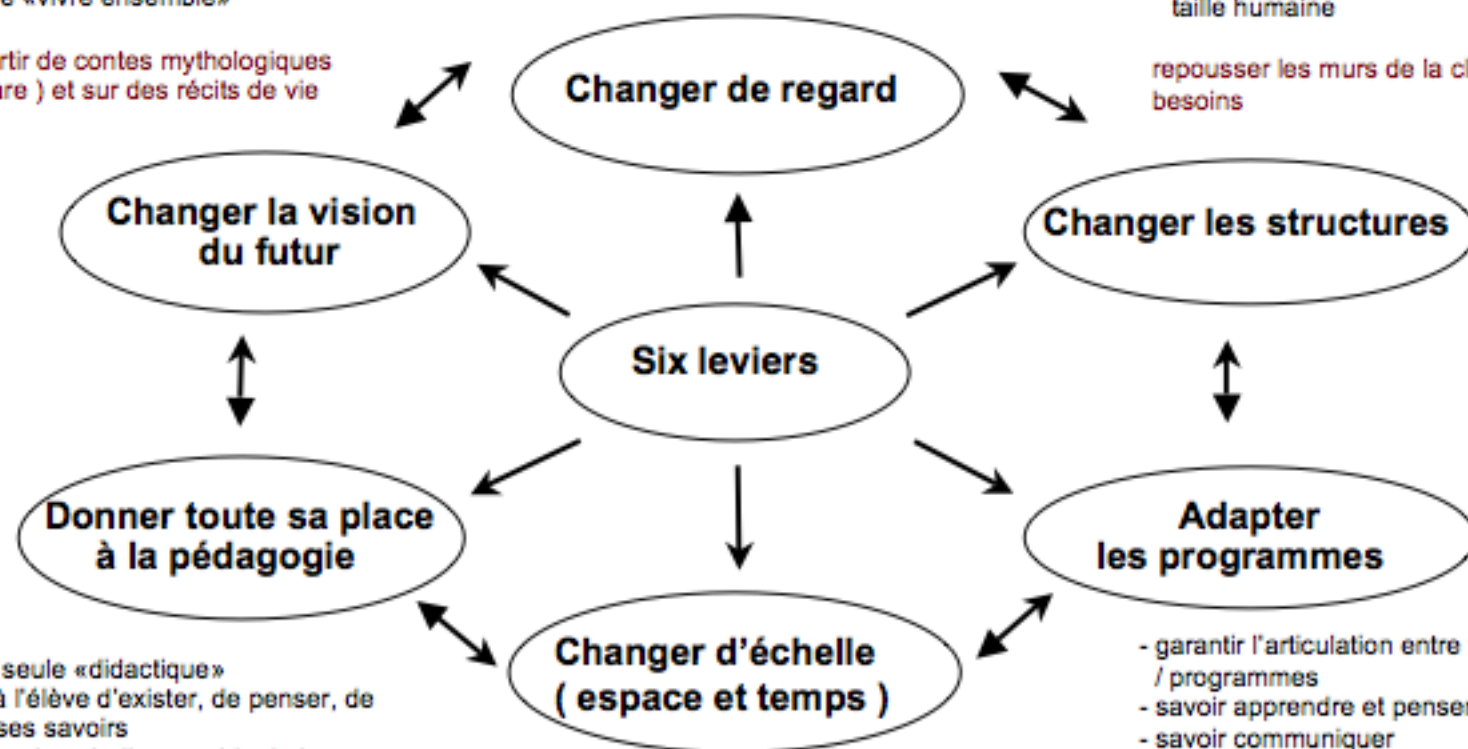 «vivre ensemble»
taille humaine
de contes mythologiques
) et sur des récits de vie
repousser les murs de la
besoins
Changer de regard
Changer la vision
du futur
Changer les structures
Six leviers
Donner toute sa place
à la pédagogie
Adapter
les programmes
Changer d'échelle
( espace et temps )
seule «didactique»
à l'élève d'exister, de penser, de
ses savoirs
- garantir l'articulation entre
/ programmes
- savoir apprendre et penser
- savoir communiquer